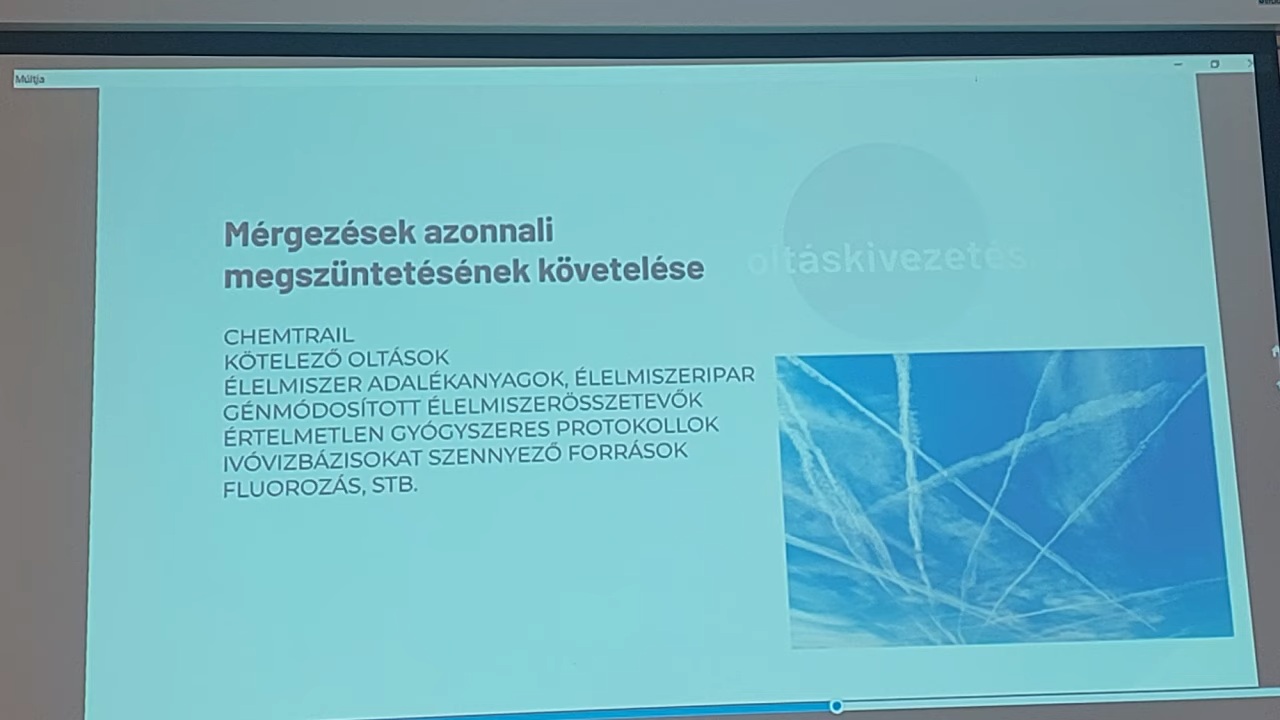 Múltja
Mérgezések azonnali
megszüntetésének követelése
oltáskivezetés
CHEMTRAIL
KÖTELEZŐ OLTÁSOK
ÉLELMISZER ADALÉKANYAGOK, ÉLELMISZERIPAR
GÉNMÓDOSÍTOTT ÉLELMISZERÖSSZETEVŐK
ÉRTELMETLEN GYÓGYSZERES PROTOKOLLOK
IVÓVIZBÁZISOKAT SZENNYEZŐ FORRÁSOK
FLUOROZÁS, STB.